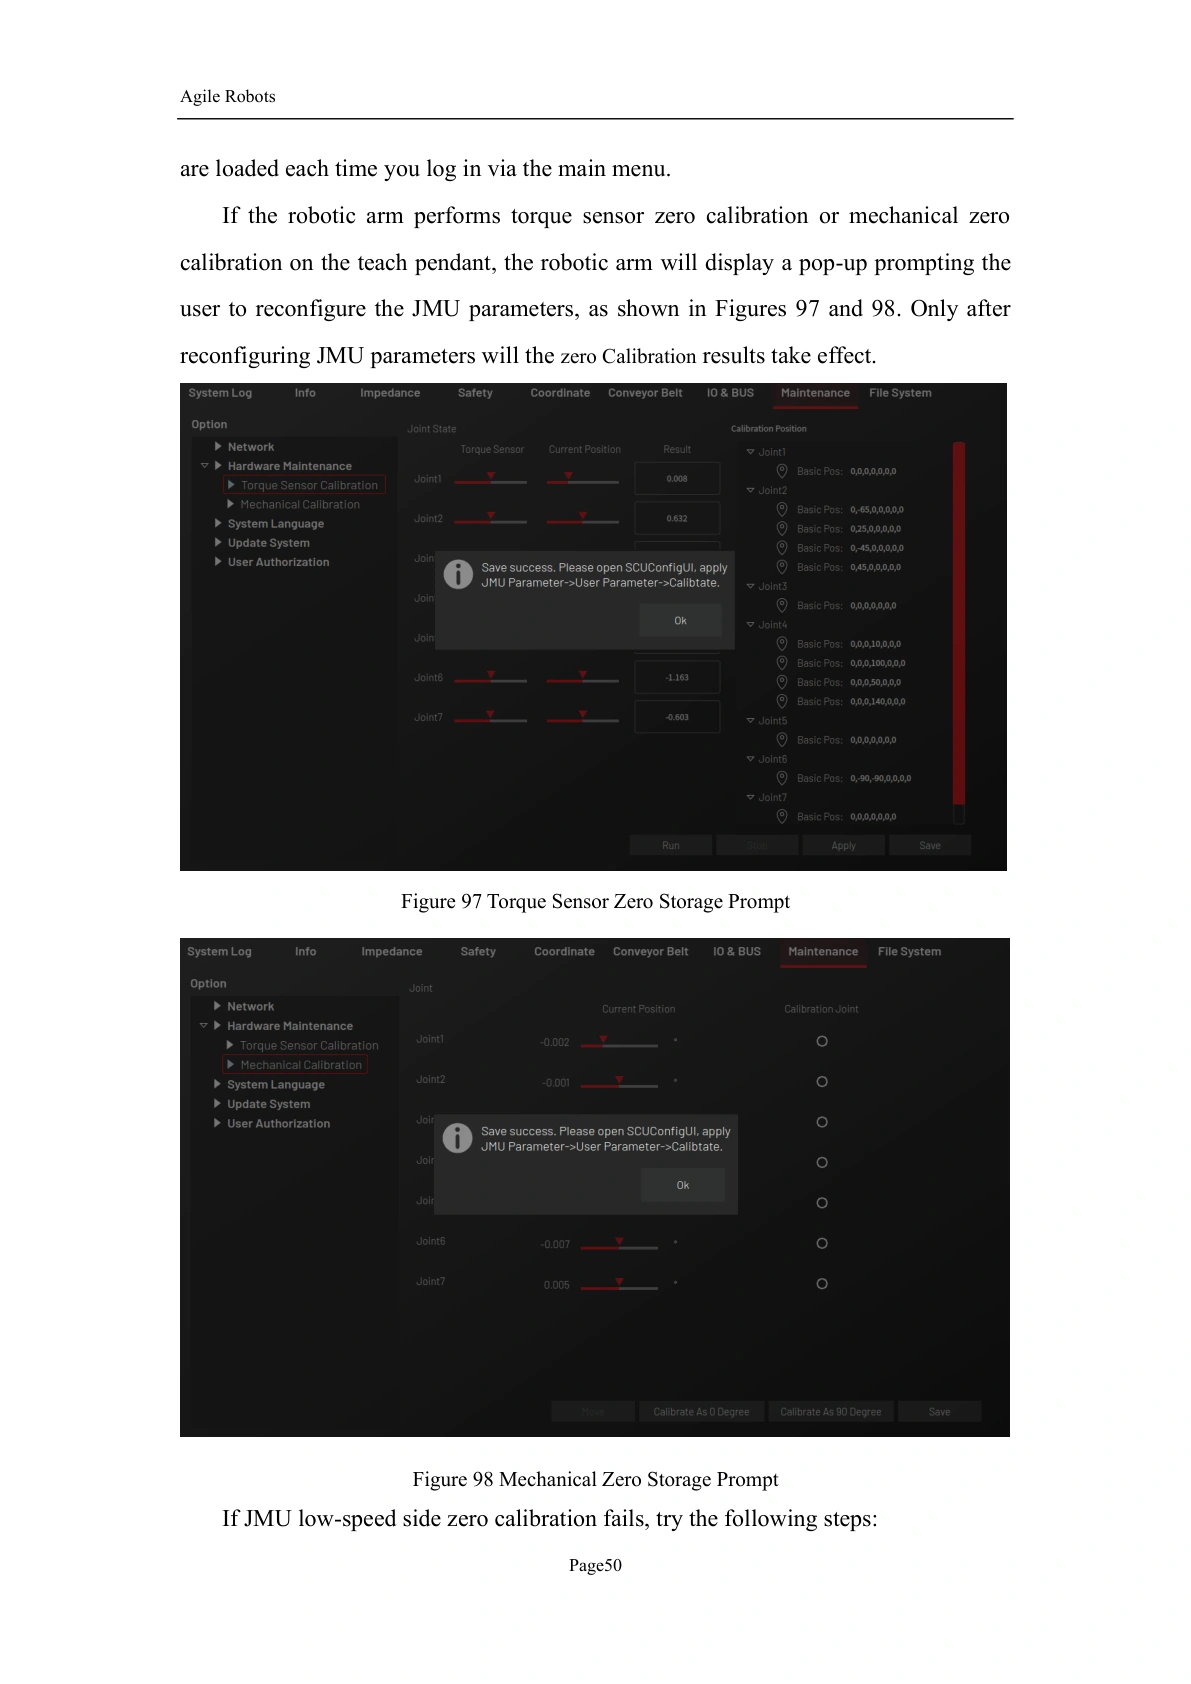 Agile Robots
are loaded each time you log in via the main menu.
If the robotic arm performs torque sensor zero calibration or mechanical zero
calibration on the teach pendant, the robotic arm will display a pop-up prompting the
user to reconfigure the JMU parameters, as shown in Figures 97 and 98. Only after
reconfiguring JMU parameters will the zero Calibration results take effect.
System Log Info Impedance Safety Coordinate Conveyor Belt IO & BUS Maintenance File System
Option
Network
Hardware Maintenance
Torque Sensor Calibration
Mechanical Calibration
System Language
Update System
User Authorization
Joint State
Torque Sensor Current Position Result
Joint1 0.008
Joint2 0.632
Join
Join
Join
Joint6 -1.163
Joint7 -0.603
Save success. Please open SCUConfigUI, apply
JMU Parameter->User Parameter->Calibtate.
Ok
Calibration Position
Joint1
Basic Pos: 0,0,0,0,0,0,0
Joint2
Basic Pos: 0,-65,0,0,0,0,0
Basic Pos: 0,25,0,0,0,0,0
Basic Pos: 0,-45,0,0,0,0,0
Basic Pos: 0,45,0,0,0,0,0
Joint3
Basic Pos: 0,0,0,0,0,0,0
Joint4
Basic Pos: 0,0,0,10,0,0,0
Basic Pos: 0,0,0,100,0,0,0
Basic Pos: 0,0,0,50,0,0,0
Basic Pos: 0,0,0,140,0,0,0
Joint5
Basic Pos: 0,0,0,0,0,0,0
Joint6
Basic Pos: 0,-90,-90,0,0,0,0
Joint7
Basic Pos: 0,0,0,0,0,0,0
Run Stop Apply Save
Figure 97 Torque Sensor Zero Storage Prompt
System Log Info Impedance Safety Coordinate Conveyor Belt IO & BUS Maintenance File System
Option
Network
Hardware Maintenance
Torque Sensor Calibration
Mechanical Calibration
System Language
Update System
User Authorization
Joint
Current Position Calibration Joint
Joint1 -0.002 °
Joint2 -0.001 °
Join
Join
Join
Joint6 -0.007 °
Joint7 0.005 °
Save success. Please open SCUConfigUI, apply
JMU Parameter->User Parameter->Calibtate.
Ok
Move Calibrate As 0 Degree Calibrate As 90 Degree Save
Figure 98 Mechanical Zero Storage Prompt
If JMU low-speed side zero calibration fails, try the following steps:
Page50